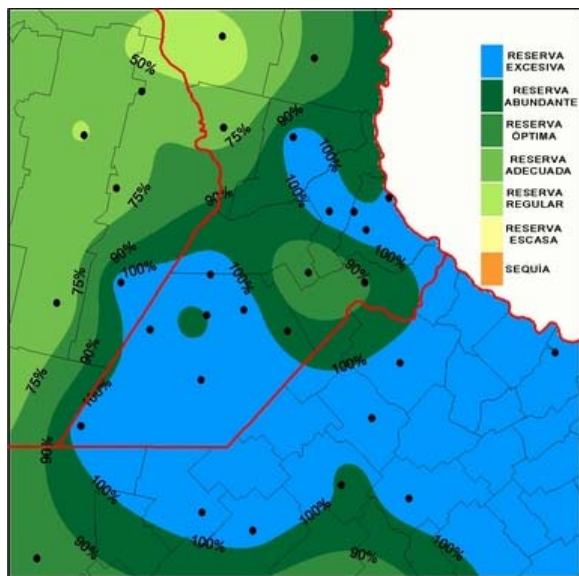 RESERVA
EXCESIVA
RESERVA
ABUNDANTE
RESERVA
ÓPTIMA
RESERVA
ADECUADA
RESERVA
REGULAR
RESERVA
ESCASA
SEQUÍA
50%
75%
90%
100%
75%
100%
75%
90%
90%
100%
100%
100%
75%
90%
90%
100%
75%
100%
90%
100%
100%
100%
90%
90%